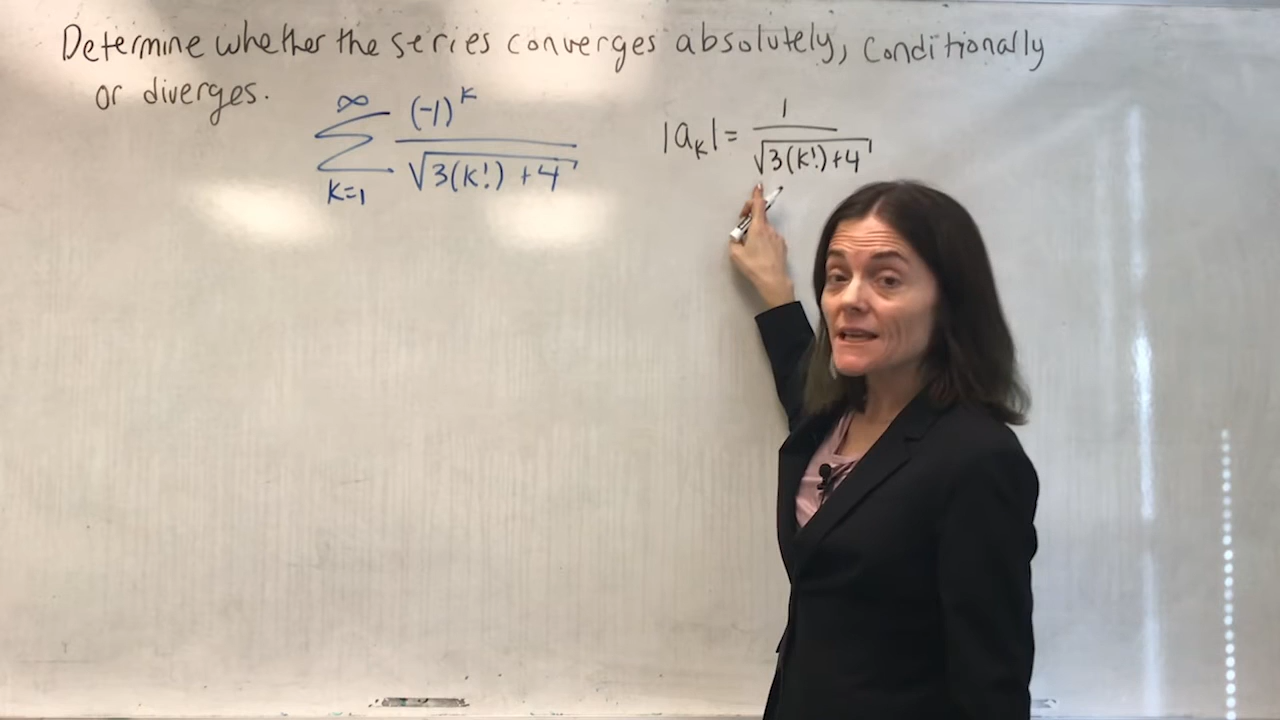 Determine whether the series converges absolutely, conditionally
or diverges.
∞
∑ (-1)^k / √(3(k!) + 4)
k=1
|a_k| = 1 / √(3(k!) + 4)